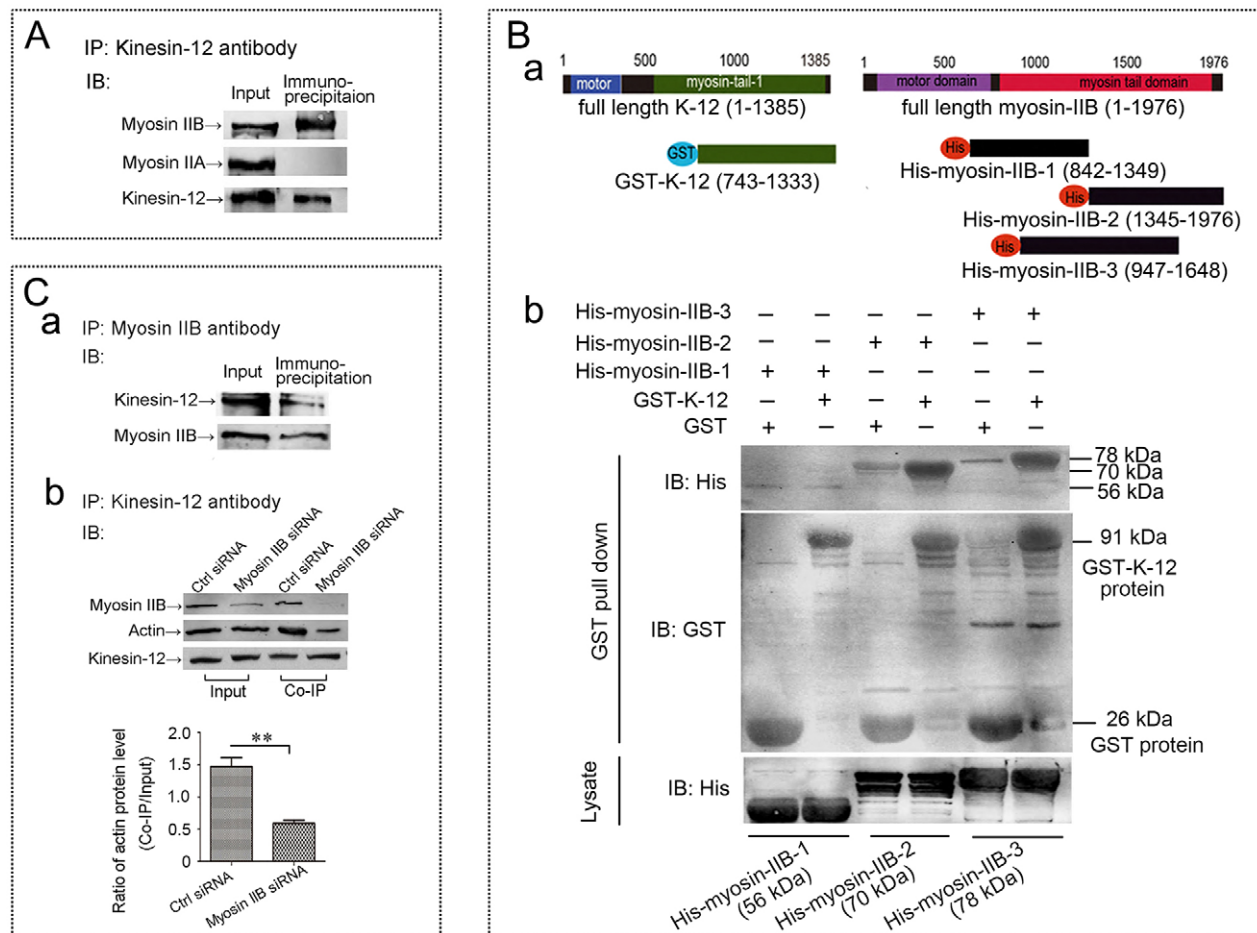 A
IP: Kinesin-12 antibody
IB:
Input
Immuno-
precipitaion
Myosin IIB→
Myosin IIA→
Kinesin-12→
B
a
1 500 1000 1385
motor myosin-tail-1
full length K-12 (1-1385)
GST
GST-K-12 (743-1333)
1 500 1000 1500 1976
motor domain myosin tail domain
full length myosin-IIB (1-1976)
His
His-myosin-IIB-1 (842-1349)
His
His-myosin-IIB-2 (1345-1976)
His
His-myosin-IIB-3 (947-1648)
b
His-myosin-IIB-3 − − − − + +
His-myosin-IIB-2 − − + + − −
His-myosin-IIB-1 + + − − − −
GST-K-12 − + − + − +
GST + − + − + −
GST pull down
IB: His
78 kDa
70 kDa
56 kDa
IB: GST
91 kDa
GST-K-12
protein
26 kDa
GST protein
Lysate
IB: His
His-myosin-IIB-1
(56 kDa)
His-myosin-IIB-2
(70 kDa)
His-myosin-IIB-3
(78 kDa)
C
a
IP: Myosin IIB antibody
IB:
Input
Immuno-
precipitation
Kinesin-12→
Myosin IIB→
b
IP: Kinesin-12 antibody
IB:
Ctrl siRNA
Myosin IIB siRNA
Ctrl siRNA
Myosin IIB siRNA
Myosin IIB→
Actin→
Kinesin-12→
Input Co-IP
Ratio of actin protein level
(Co-IP/Input)
2.0
1.5
1.0
0.5
0
**
Ctrl siRNA
Myosin IIB siRNA